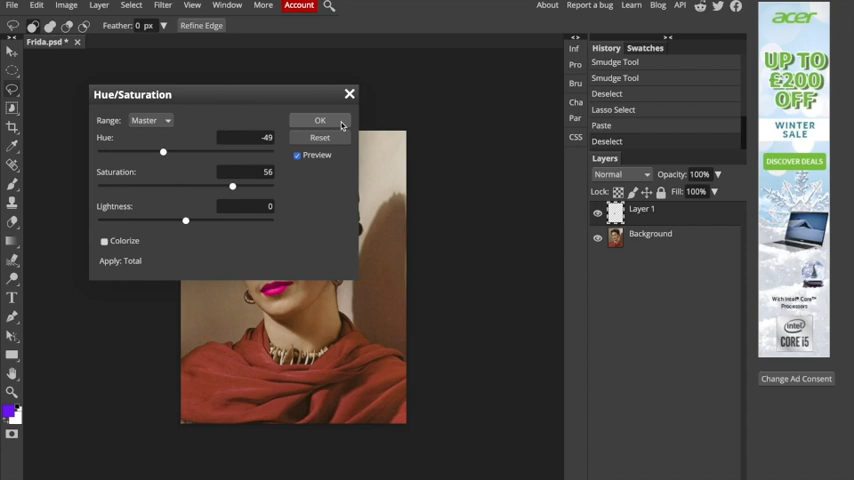 File Edit Image Layer Select Filter View Window More Account About Report a bug Learn Blog API
Feather: 0 px Refine Edge
Frida.psd *
Hue/Saturation
Range: Master
OK
Hue: -49
Reset
Preview
Saturation: 56
Lightness: 0
Colorize
Apply: Total
Inf
Pro
Bru
Cha
Par
CSS
History Swatches
Smudge Tool
Smudge Tool
Deselect
Lasso Select
Paste
Deselect
Layers
Normal Opacity: 100%
Lock: Fill: 100%
Layer 1
Background
acer
UP TO
£200
OFF
WINTER
SALE
DISCOVER DEALS
With Intel® Core™
Processors
intel
CORE i5
Change Ad Consent